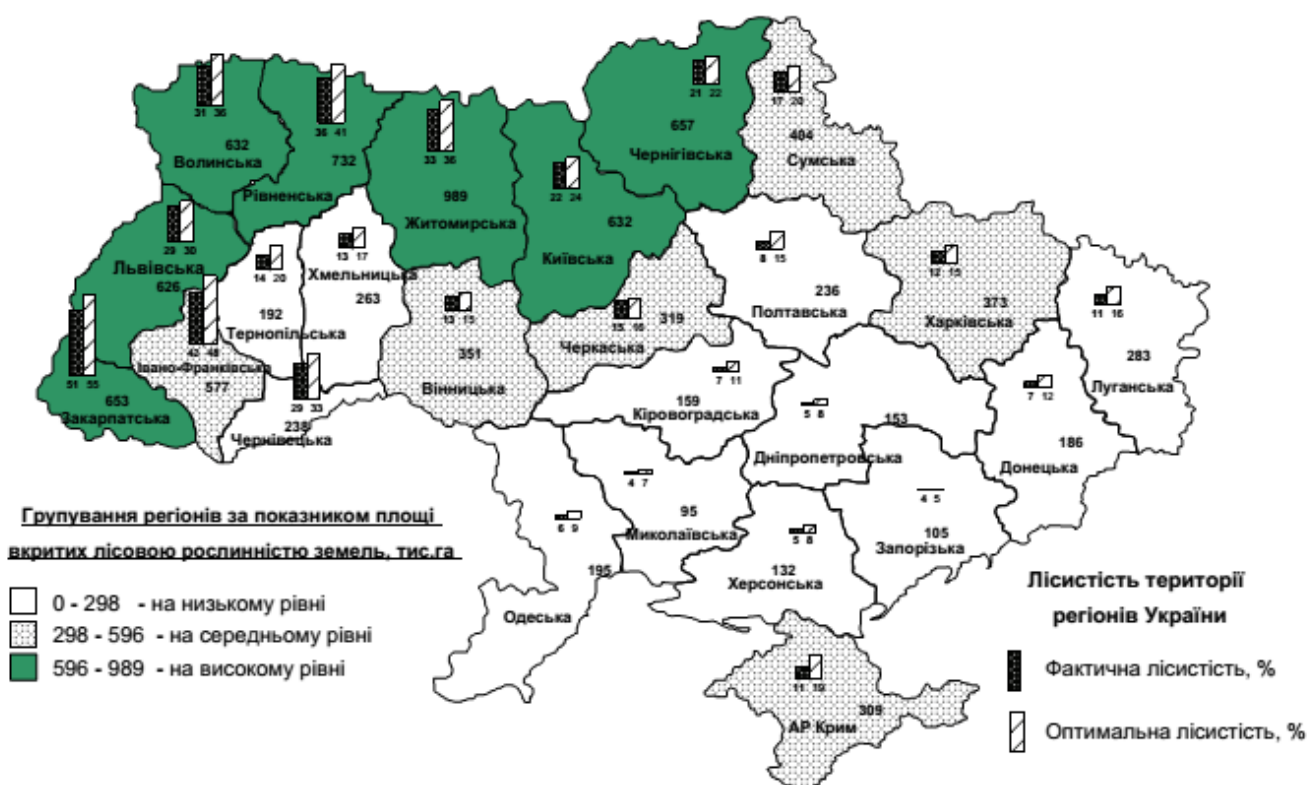 31 36
632
Волинська
36 41
732
Рівненська
33 36
989
Житомирська
22 24
632
Київська
21 22
657
Чернігівська
17 20
404
Сумська
29 30
Львівська
626
14 20
192
Тернопільська
13 17
Хмельницька
263
13 15
351
Вінницька
15 16
319
Черкаська
8 15
236
Полтавська
12 15
373
Харківська
11 16
283
Луганська
51 55
653
Закарпатська
42 48
Івано-Франківська
577
29 33
238
Чернівецька
7 11
159
Кіровоградська
5 8
153
Дніпропетровська
7 12
186
Донецька
4 7
95
Миколаївська
4 5
105
Запорізька
6 9
195
Одеська
5 8
132
Херсонська
11 19
309
АР Крим
Групування регіонів за показником площі
вкритих лісовою рослинністю земель, тис.га
0 - 298 - на низькому рівні
298 - 596 - на середньому рівні
596 - 989 - на високому рівні
Лісистість території
регіонів України
Фактична лісистість, %
Оптимальна лісистість, %